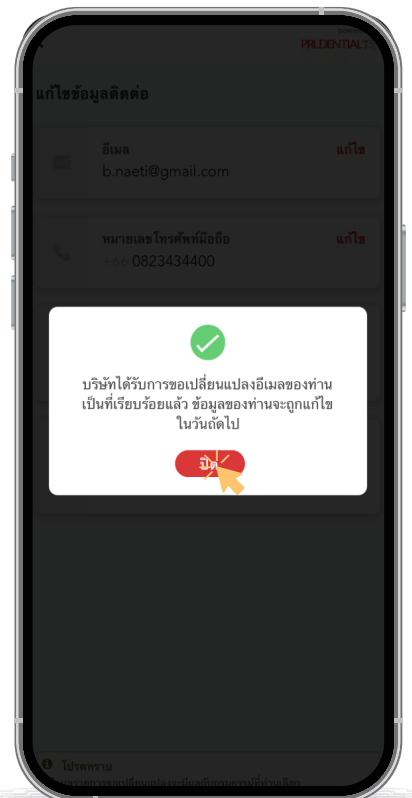 PRUDENTIAL
แก้ไขข้อมูลติดต่อ
อีเมล
แก้ไข
b.naeti@gmail.com
หมายเลขโทรศัพท์มือถือ
แก้ไข
+66 0823434400
บริษัทได้รับการขอเปลี่ยนแปลงอีเมลของท่าน
เป็นที่เรียบร้อยแล้ว ข้อมูลของท่านจะถูกแก้ไข
ในวันถัดไป
ปิด
โปรดทราบ